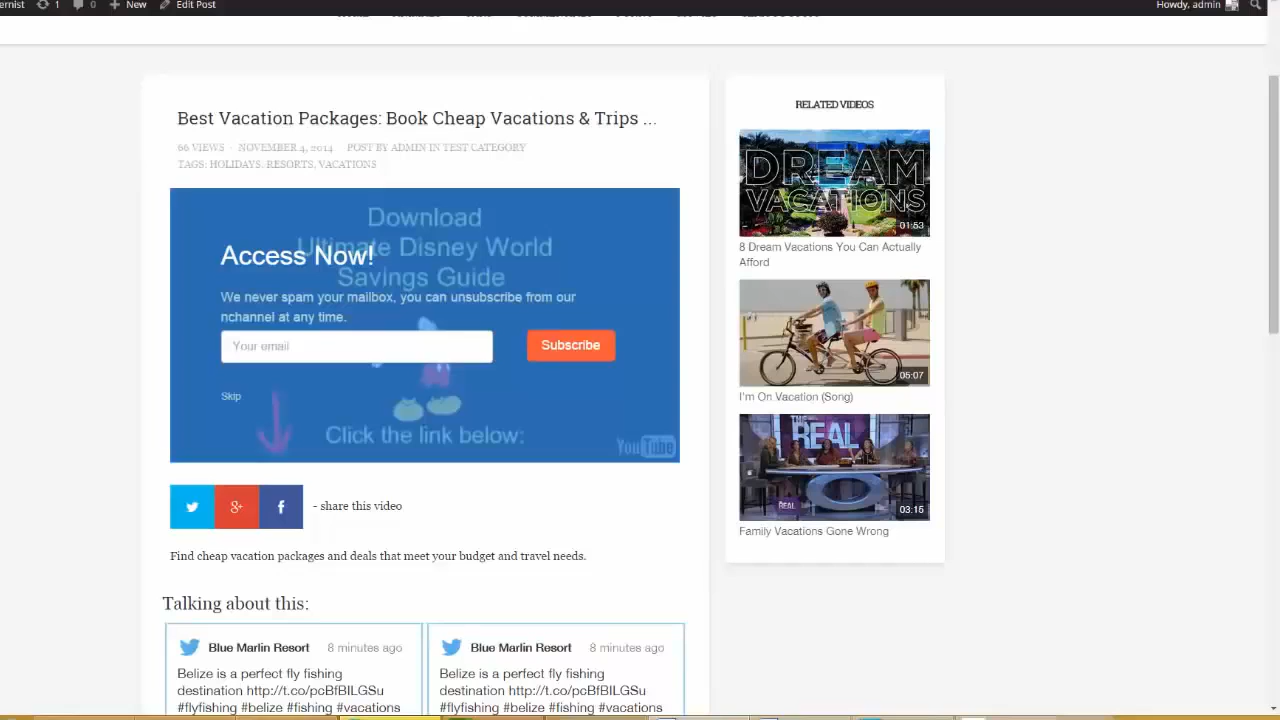 ernist 1 0 New Edit Post Howdy, admin
Best Vacation Packages: Book Cheap Vacations & Trips ...
66 VIEWS · NOVEMBER 4, 2014 POST BY ADMIN IN TEST CATEGORY
TAGS: HOLIDAYS, RESORTS, VACATIONS
Download
Ultimate Disney World
Savings Guide
Access Now!
We never spam your mailbox, you can unsubscribe from our
nchannel at any time.
Your email
Subscribe
Skip
Click the link below:
YouTube
- share this video
Find cheap vacation packages and deals that meet your budget and travel needs.
Talking about this:
Blue Marlin Resort 8 minutes ago
Belize is a perfect fly fishing
destination http://t.co/pcBfBILGSu
#flyfishing #belize #fishing #vacations
Blue Marlin Resort 8 minutes ago
Belize is a perfect fly fishing
destination http://t.co/pcBfBILGSu
#flyfishing #belize #fishing #vacations
RELATED VIDEOS
DREAM
VACATIONS
01:53
8 Dream Vacations You Can Actually
Afford
05:07
I'm On Vacation (Song)
THE
REAL
REAL
03:15
Family Vacations Gone Wrong